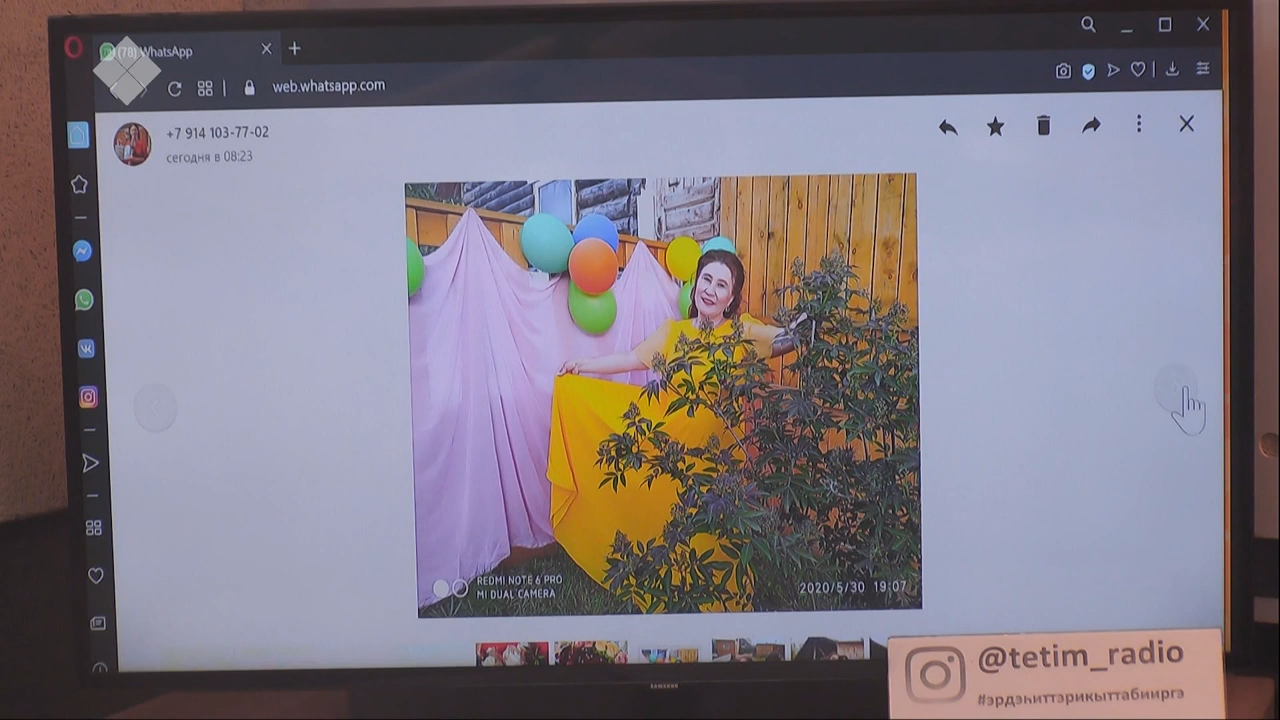 (78) WhatsApp
web.whatsapp.com
+7 914 103-77-02
сегодня в 08:23
REDMI NOTE 6 PRO
MI DUAL CAMERA
2020/5/30 19:07
SAMSUNG
@tetim_radio
#эрдэһиттэрикыттабииргэ